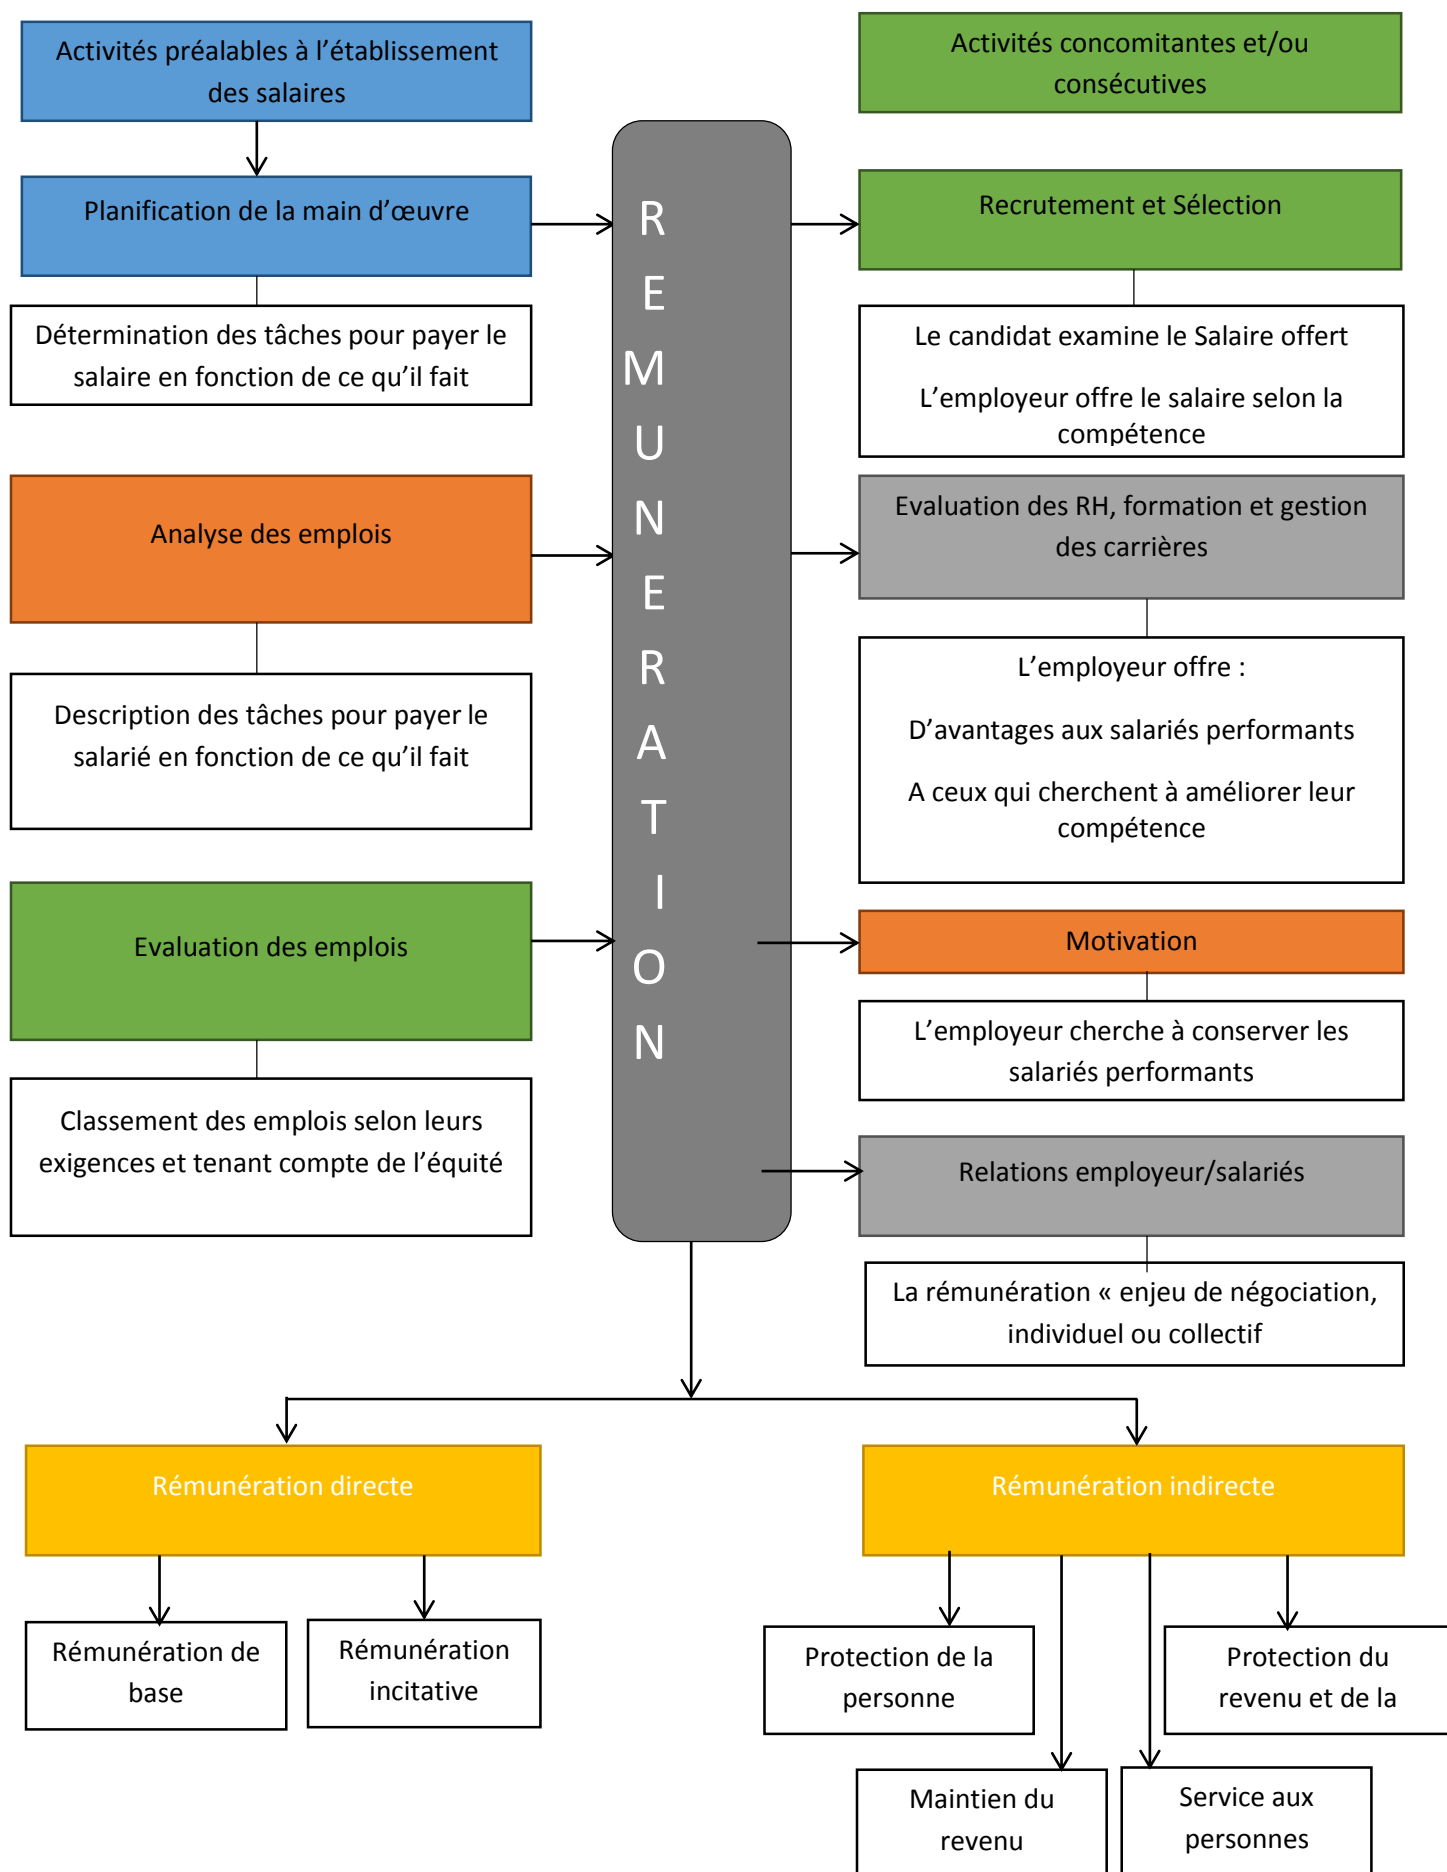 Activités préalables à l’établissement
des salaires
Planification de la main d’œuvre
Détermination des tâches pour payer le
salaire en fonction de ce qu’il fait
Analyse des emplois
Description des tâches pour payer le
salarié en fonction de ce qu’il fait
Evaluation des emplois
Classement des emplois selon leurs
exigences et tenant compte de l’équité
R
E
M
U
N
E
R
A
T
I
O
N
Activités concomitantes et/ou
consécutives
Recrutement et Sélection
Le candidat examine le Salaire offert
L’employeur offre le salaire selon la
compétence
Evaluation des RH, formation et gestion
des carrières
L’employeur offre :
D’avantages aux salariés performants
A ceux qui cherchent à améliorer leur
compétence
Motivation
L’employeur cherche à conserver les
salariés performants
Relations employeur/salariés
La rémunération « enjeu de négociation,
individuel ou collectif
Rémunération directe
Rémunération de
base
Rémunération
incitative
Rémunération indirecte
Protection de la
personne
Protection du
revenu et de la
Maintien du
revenu
Service aux
personnes